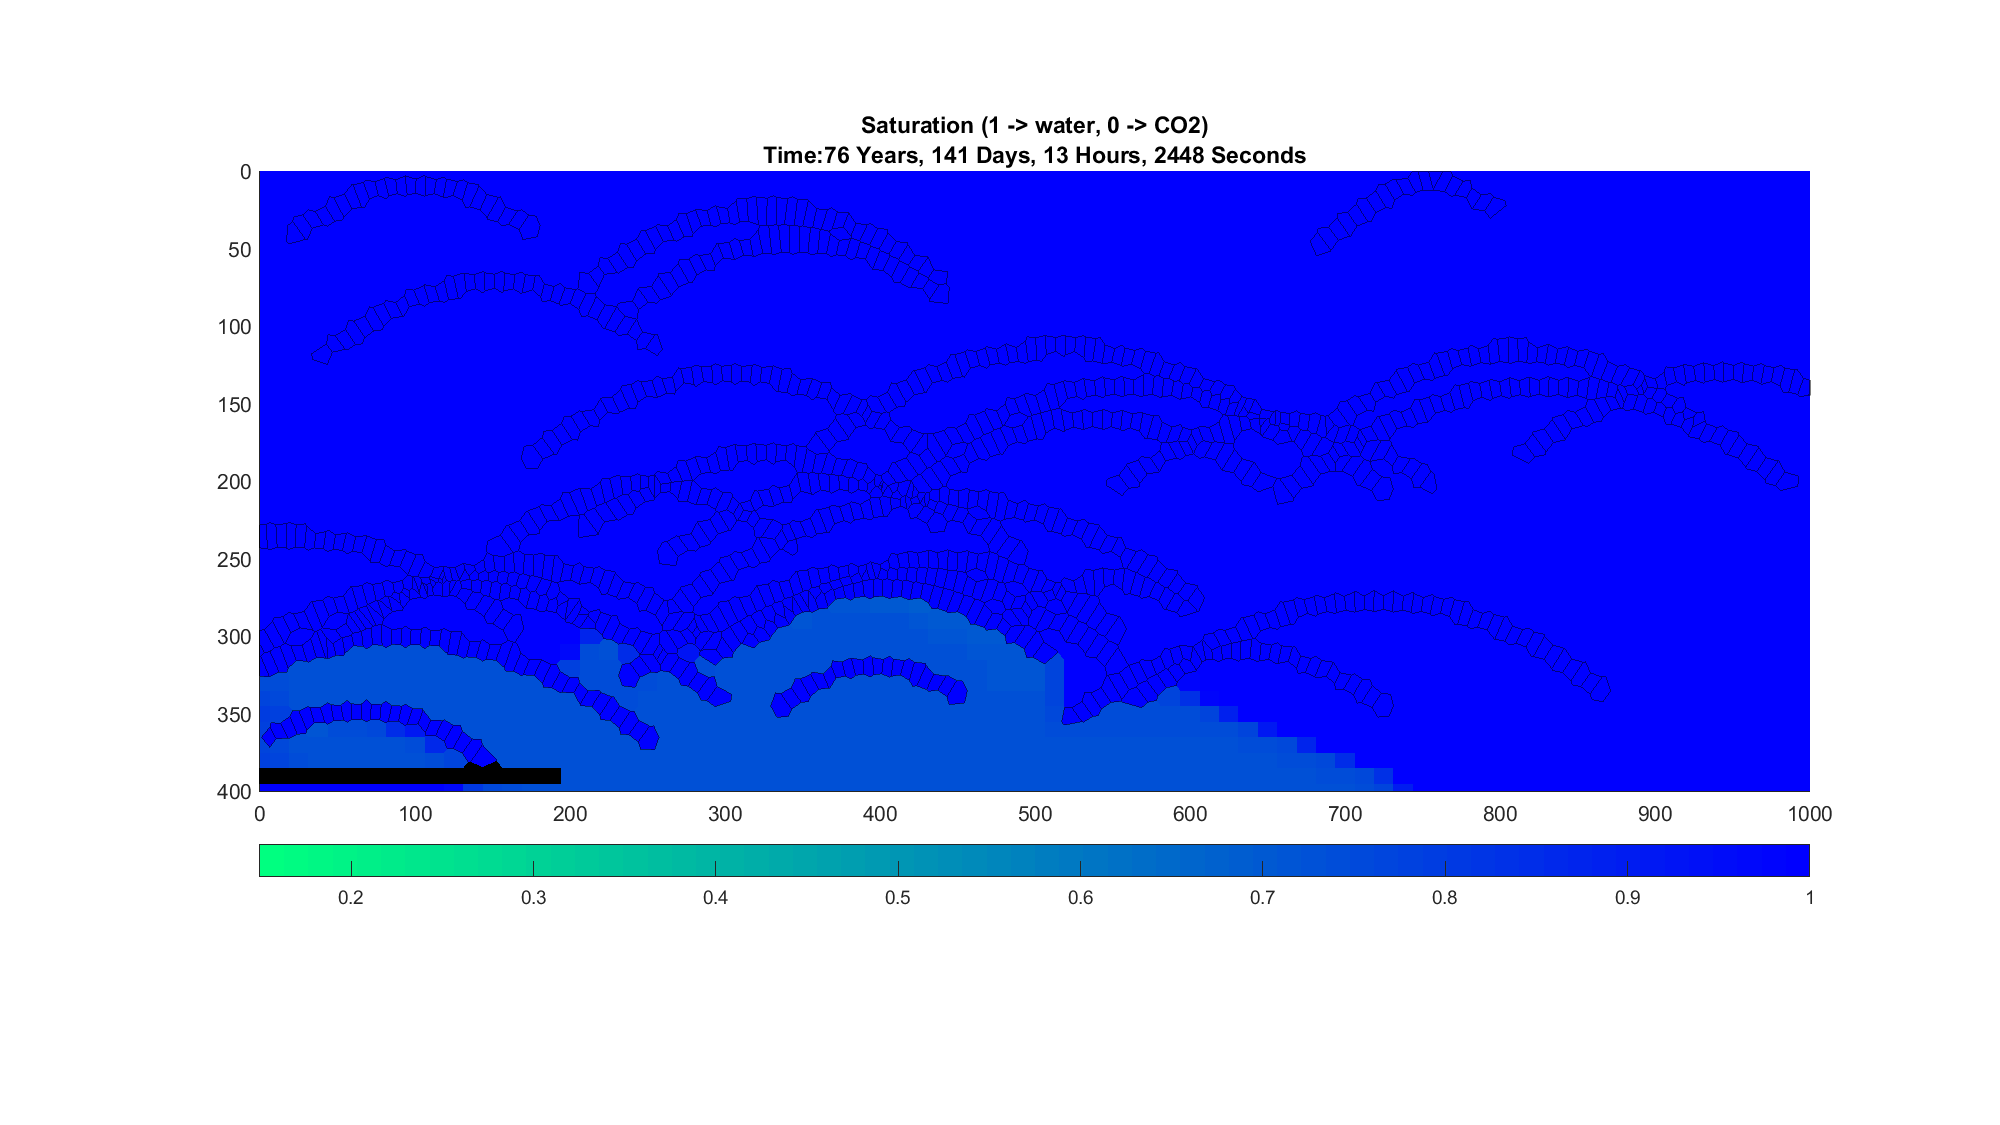 Saturation (1 -> water, 0 -> CO2)
Time:76 Years, 141 Days, 13 Hours, 2448 Seconds
0
50
100
150
200
250
300
350
400
0 100 200 300 400 500 600 700 800 900 1000
0.2 0.3 0.4 0.5 0.6 0.7 0.8 0.9 1